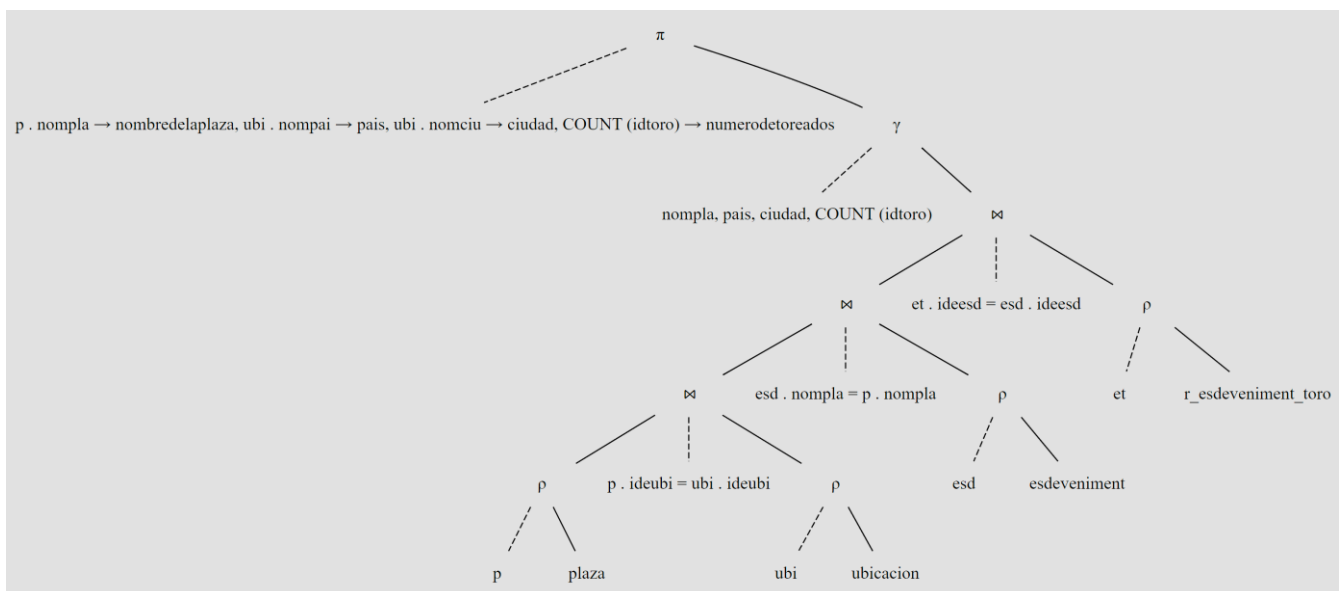 π
p . nompla → nombredelaplaza, ubi . nompai → pais, ubi . nomciu → ciudad, COUNT (idtoro) → numerodetoreados
γ
nompla, pais, ciudad, COUNT (idtoro)
⋈
⋈
et . ideesd = esd . ideesd
ρ
⋈
esd . nompla = p . nompla
ρ
et
r_esdeveniment_toro
ρ
p . ideubi = ubi . ideubi
ρ
esd
esdeveniment
p
plaza
ubi
ubicacion